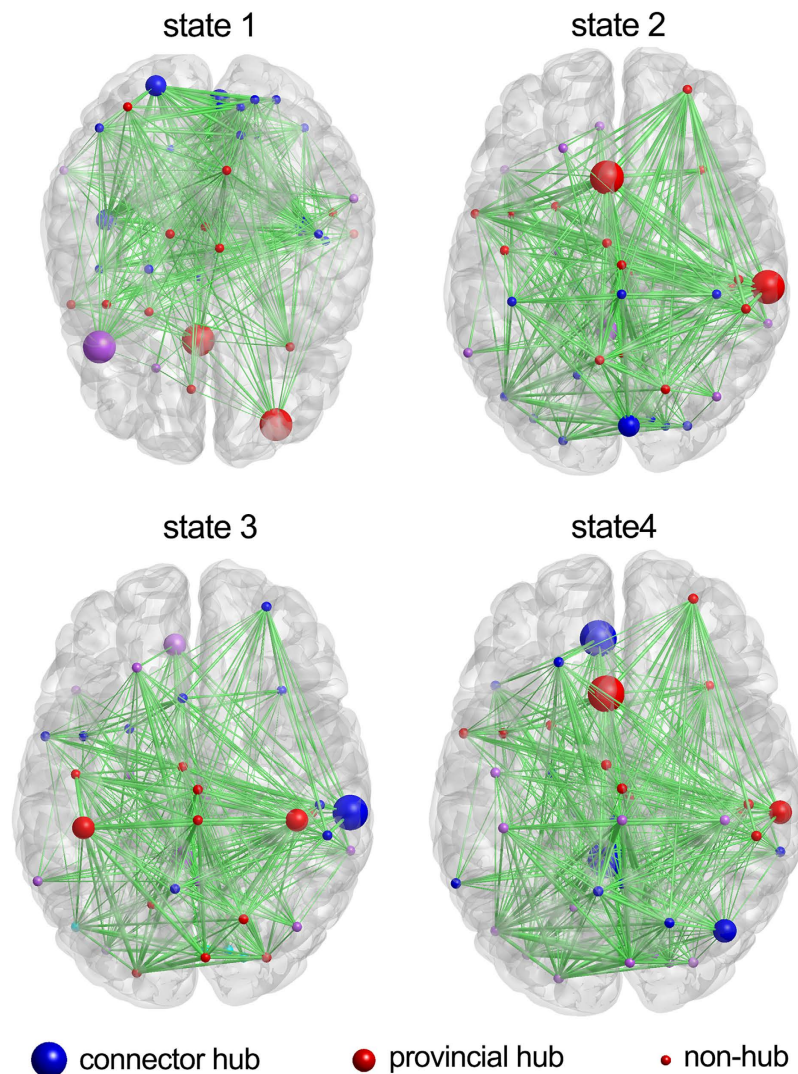 state 1
state 2
state 3
state4
connector hub
provincial hub
non-hub